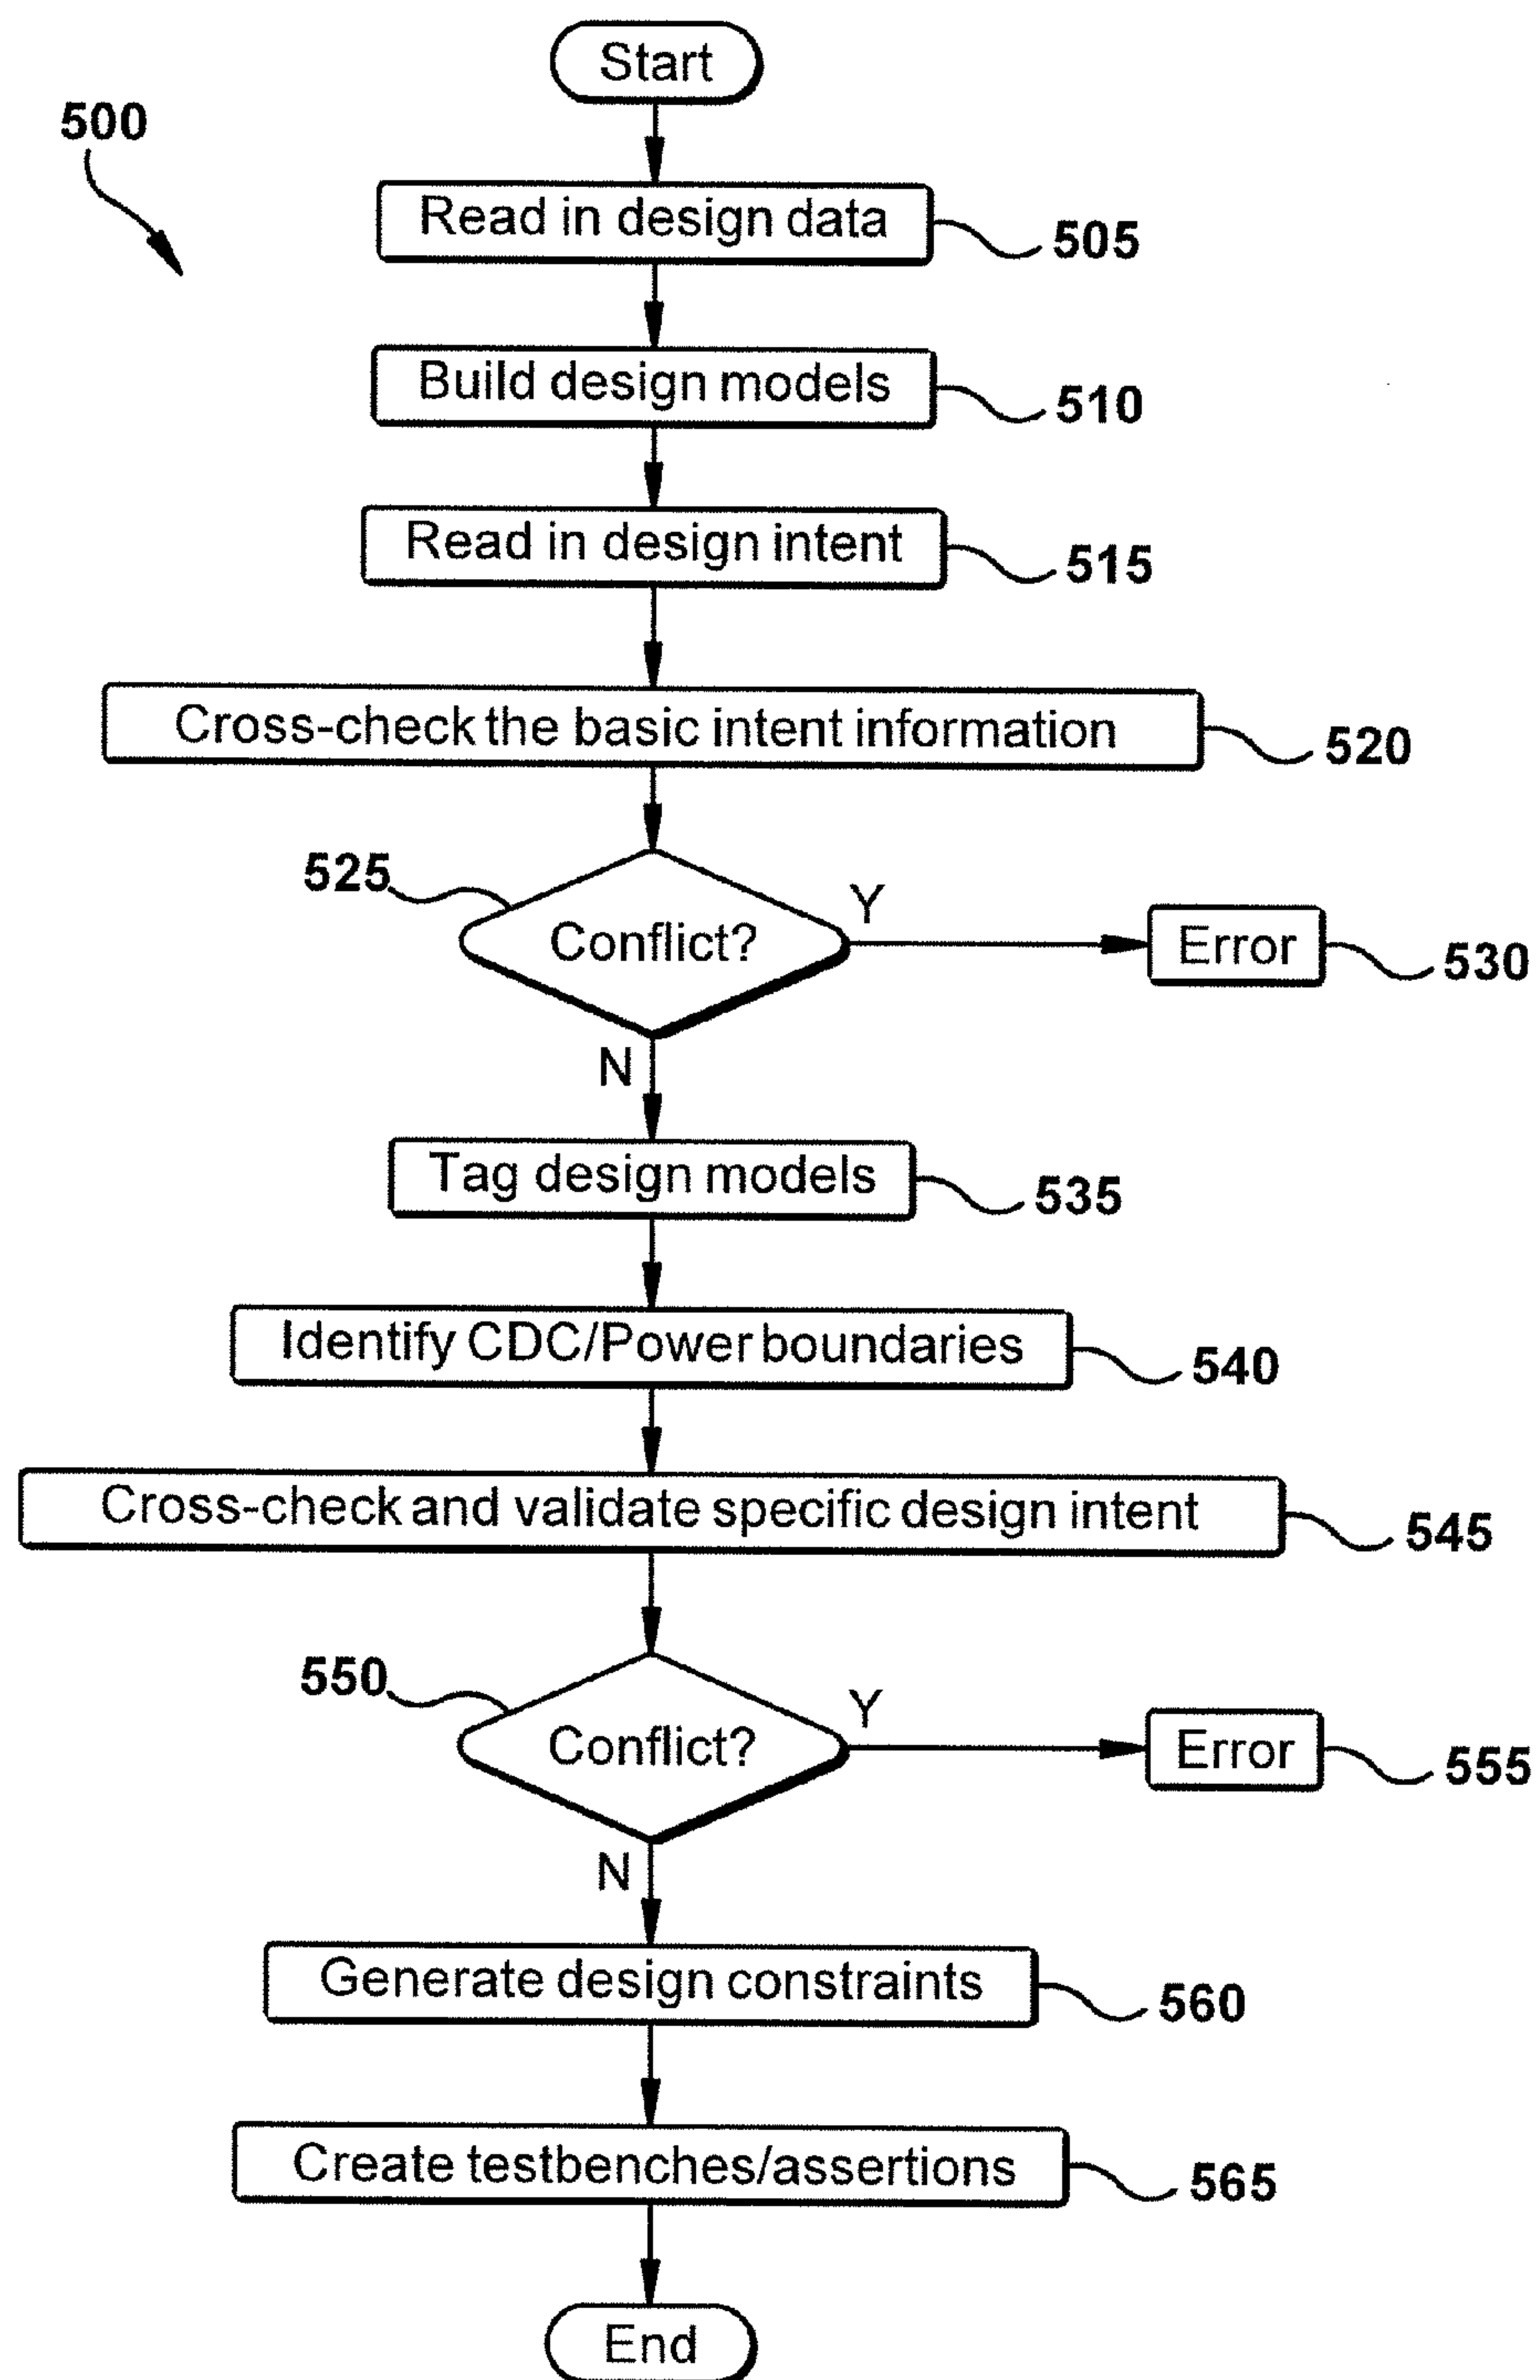 Start
500
Read in design data
505
Build design models
510
Read in design intent
515
Cross-check the basic intent information
520
525
Conflict?
Y
Error
530
N
Tag design models
535
Identify CDC/Power boundaries
540
Cross-check and validate specific design intent
545
550
Conflict?
Y
Error
555
N
Generate design constraints
560
Create testbenches/assertions
565
End